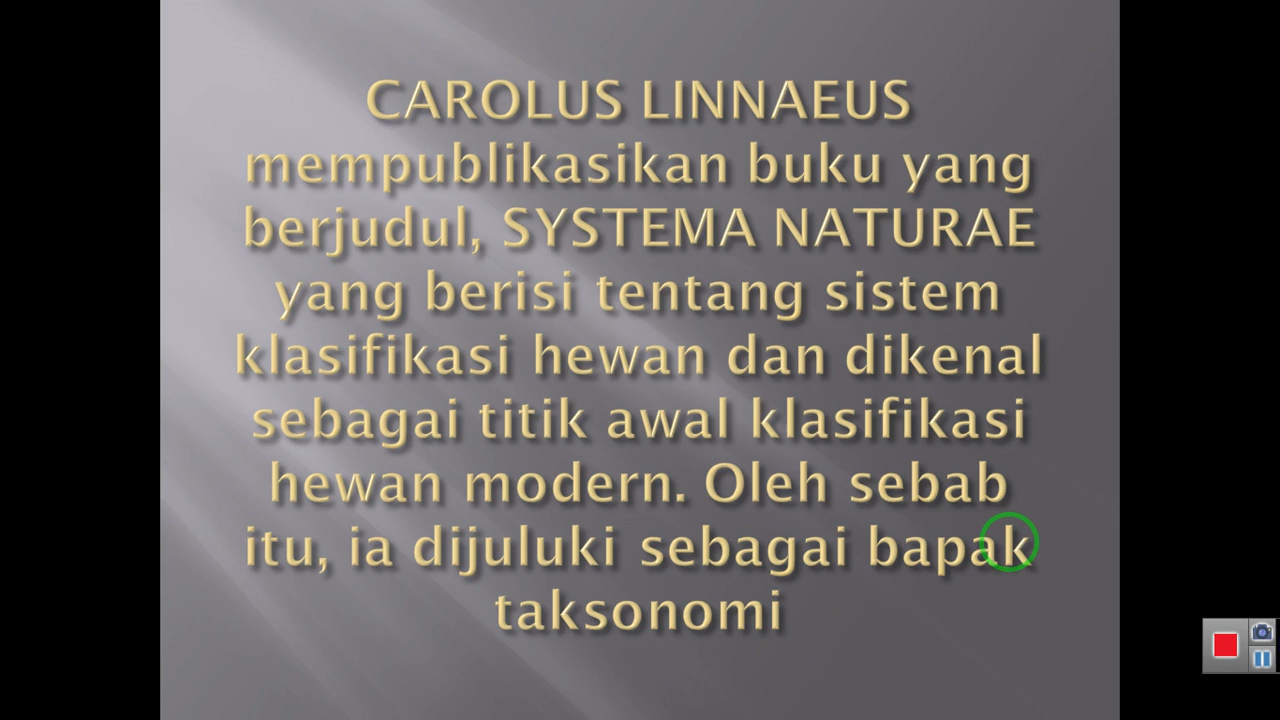 CAROLUS LINNAEUS
mempublikasikan buku yang
berjudul, SYSTEMA NATURAE
yang berisi tentang sistem
klasifikasi hewan dan dikenal
sebagai titik awal klasifikasi
hewan modern. Oleh sebab
itu, ia dijuluki sebagai bapak
taksonomi